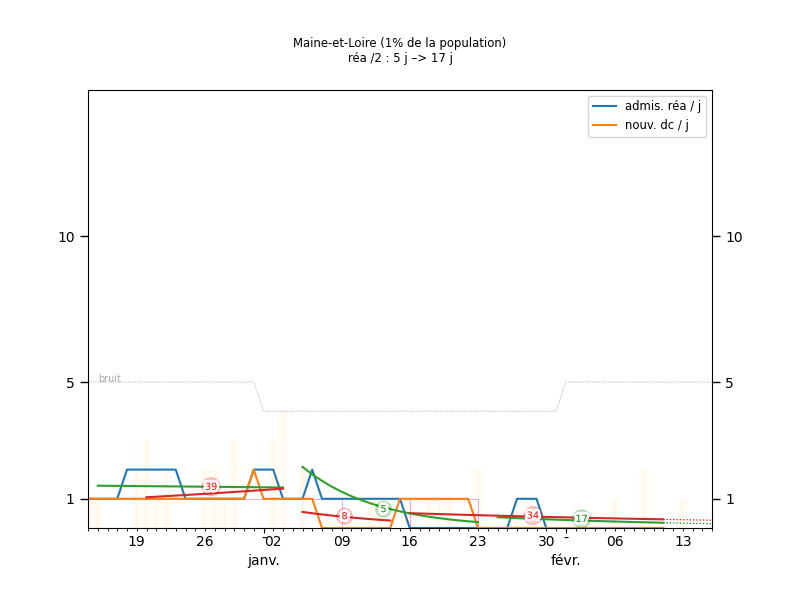 Maine-et-Loire (1% de la population)
réa /2 : 5 j –> 17 j
admis. réa / j
nouv. dc / j
10
10
bruit
5
5
39
1
1
8
5
34
17
19
26
02
09
16
23
30
06
13
janv.
févr.